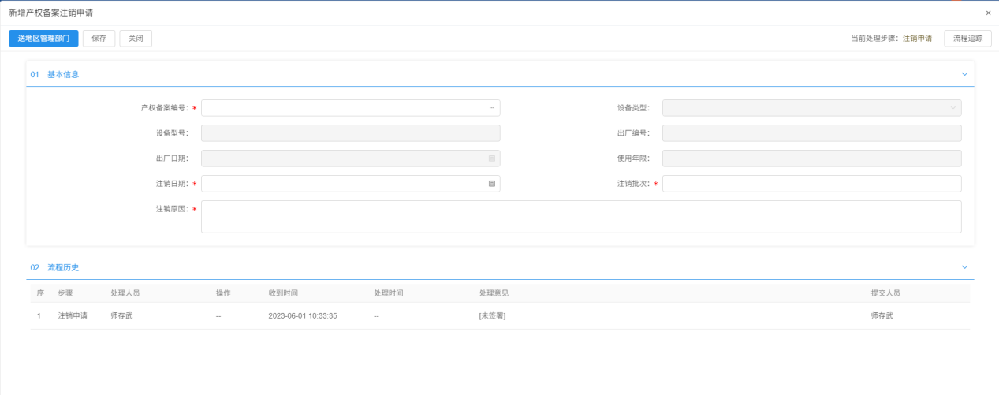 新增产权备案注销申请 ×
送地区管理部门 保存 关闭 当前处理步骤：注销申请 流程追踪
01 基本信息
产权备案编号：* ... 设备类型：
设备型号： 出厂编号：
出厂日期： 使用年限：
注销日期：* 注销批次：*
注销原因：*
02 流程历史
序 步骤 处理人员 操作 收到时间 处理时间 处理意见 提交人员
1 注销申请 师存武 -- 2023-06-01 10:33:35 -- [未签署] 师存武